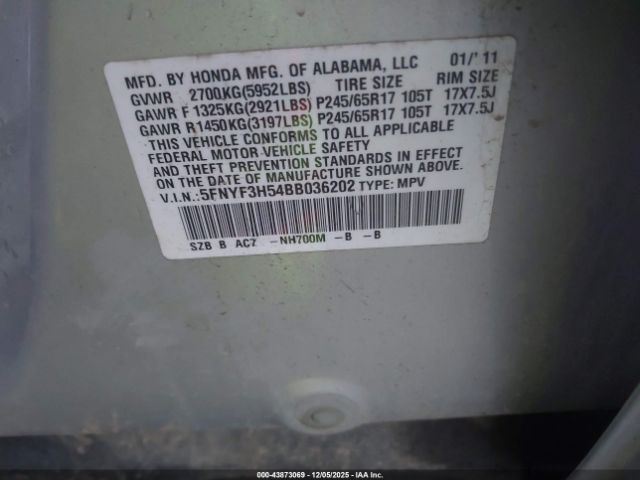 MFD. BY HONDA MFG. OF ALABAMA, LLC 01/'11
GVWR 2700KG(5952LBS) TIRE SIZE RIM SIZE
GAWR F 1325KG(2921LBS) P245/65R17 105T 17X7.5J
GAWR R1450KG(3197LBS) P245/65R17 105T 17X7.5J
THIS VEHICLE CONFORMS TO ALL APPLICABLE
FEDERAL MOTOR VEHICLE SAFETY
AND THEFT PREVENTION STANDARDS IN EFFECT
ON THE DATE OF MANUFACTURE SHOWN ABOVE.
V.I.N.:5FNYF3H54BB036202 TYPE: MPV
SZB B AC7 -NH700M -B -B
© - 43873069 - 12/05/2025 - IAA Inc.